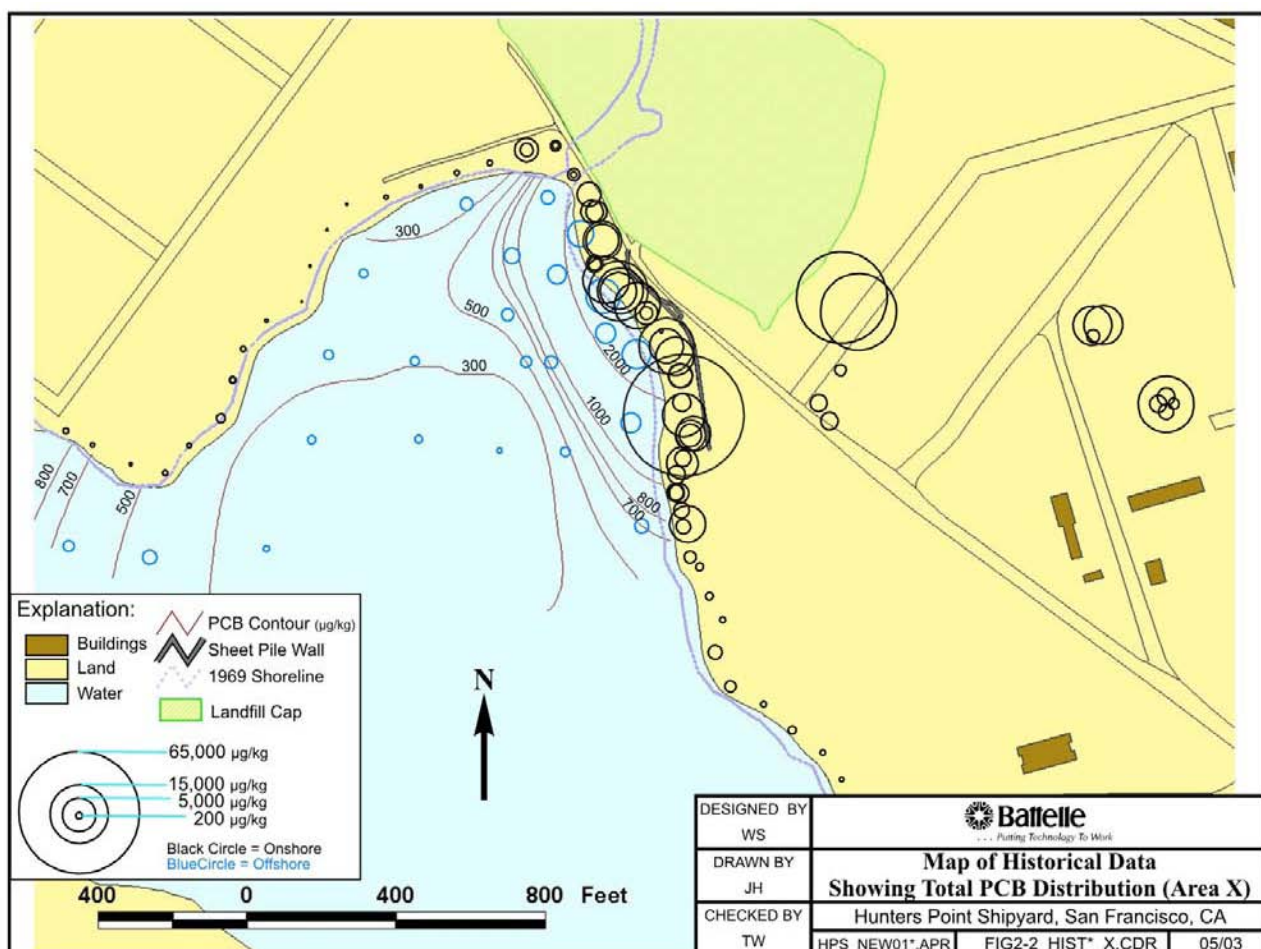 300
500
300
2000
1000
800
700
800
700
500
Explanation:
Buildings
Land
Water
PCB Contour (µg/kg)
Sheet Pile Wall
1969 Shoreline
Landfill Cap
65,000 µg/kg
15,000 µg/kg
5,000 µg/kg
200 µg/kg
Black Circle = Onshore
BlueCircle = Offshore
N
400 0 400 800 Feet
DESIGNED BY
WS
Battelle
. . . Putting Technology To Work
DRAWN BY
JH
Map of Historical Data
Showing Total PCB Distribution (Area X)
CHECKED BY
TW
Hunters Point Shipyard, San Francisco, CA
HPS_NEW01*.APR
FIG2-2_HIST*_X.CDR
05/03